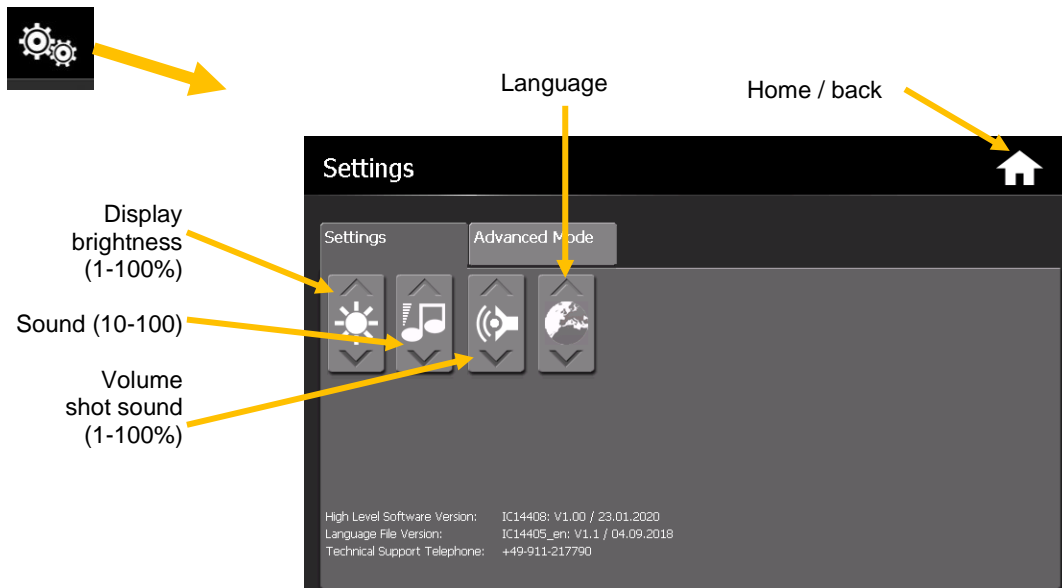 Language
Home / back
Settings
Display
brightness
(1-100%)
Settings
Advanced Mode
Sound (10-100)
Volume
shot sound
(1-100%)
High Level Software Version: IC14408: V1.00 / 23.01.2020
Language File Version: IC14405_en: V1.1 / 04.09.2018
Technical Support Telephone: +49-911-217790